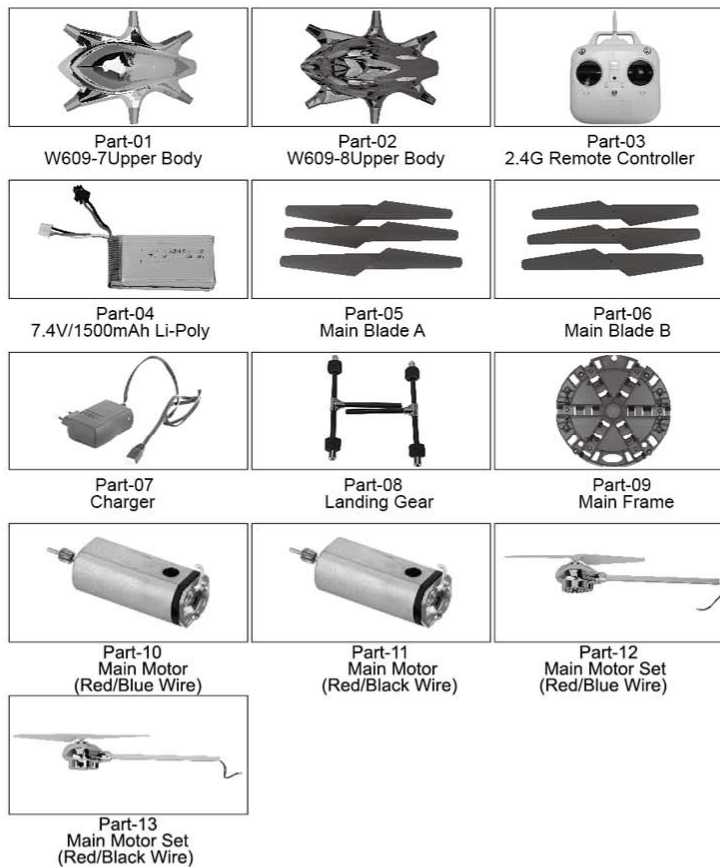 Part-01
W609-7Upper Body
Part-02
W609-8Upper Body
Part-03
2.4G Remote Controller
Part-04
7.4V/1500mAh Li-Poly
Part-05
Main Blade A
Part-06
Main Blade B
Part-07
Charger
Part-08
Landing Gear
Part-09
Main Frame
Part-10
Main Motor
(Red/Blue Wire)
Part-11
Main Motor
(Red/Black Wire)
Part-12
Main Motor Set
(Red/Blue Wire)
Part-13
Main Motor Set
(Red/Black Wire)